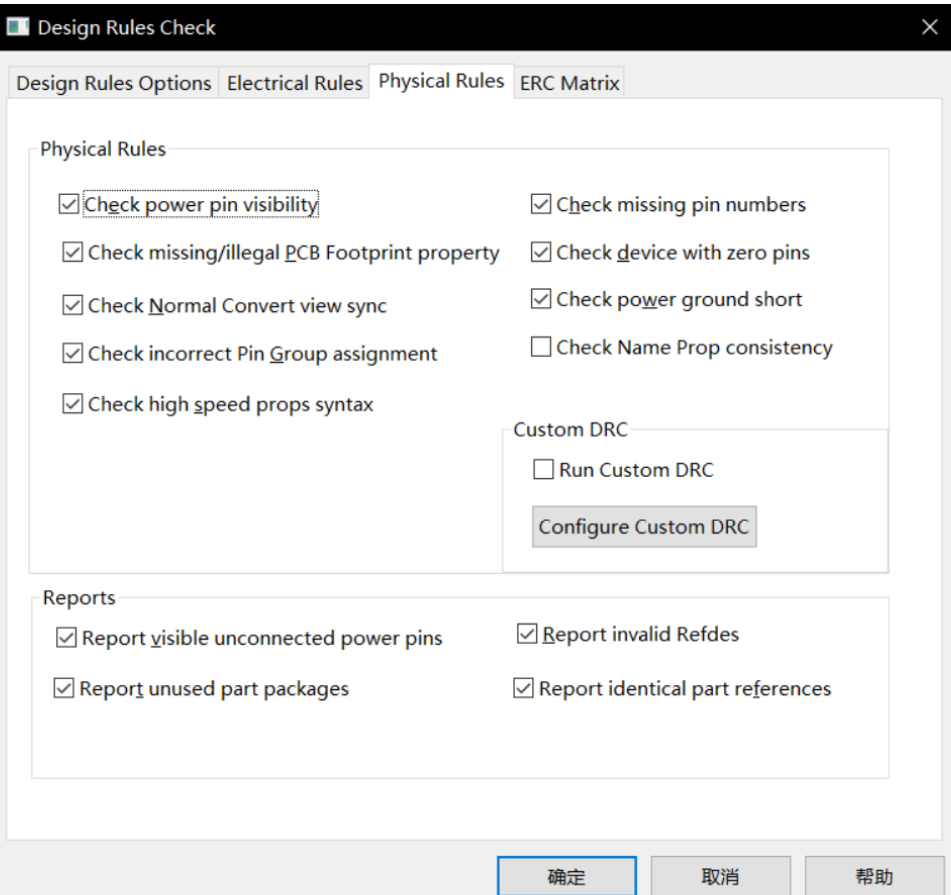 Design Rules Check
Design Rules Options Electrical Rules Physical Rules ERC Matrix
Physical Rules
Check power pin visibility
Check missing/illegal PCB Footprint property
Check Normal Convert view sync
Check incorrect Pin Group assignment
Check high speed props syntax
Check missing pin numbers
Check device with zero pins
Check power ground short
Check Name Prop consistency
Custom DRC
Run Custom DRC
Configure Custom DRC
Reports
Report visible unconnected power pins
Report unused part packages
Report invalid Refdes
Report identical part references
确定 取消 帮助